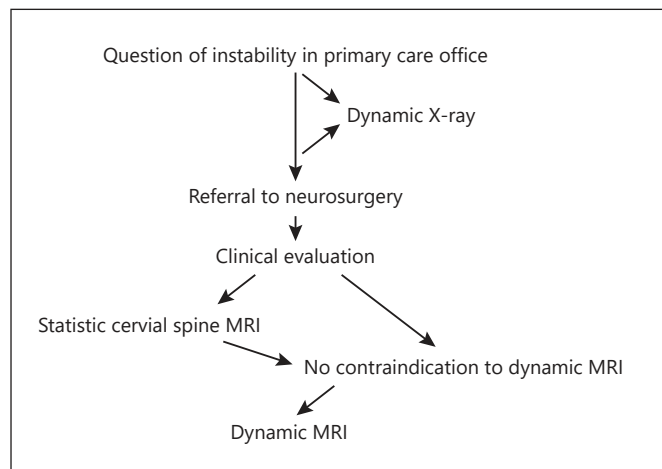 Question of instability in primary care office
Dynamic X-ray
Referral to neurosurgery
Clinical evaluation
Statistic cervial spine MRI
No contraindication to dynamic MRI
Dynamic MRI